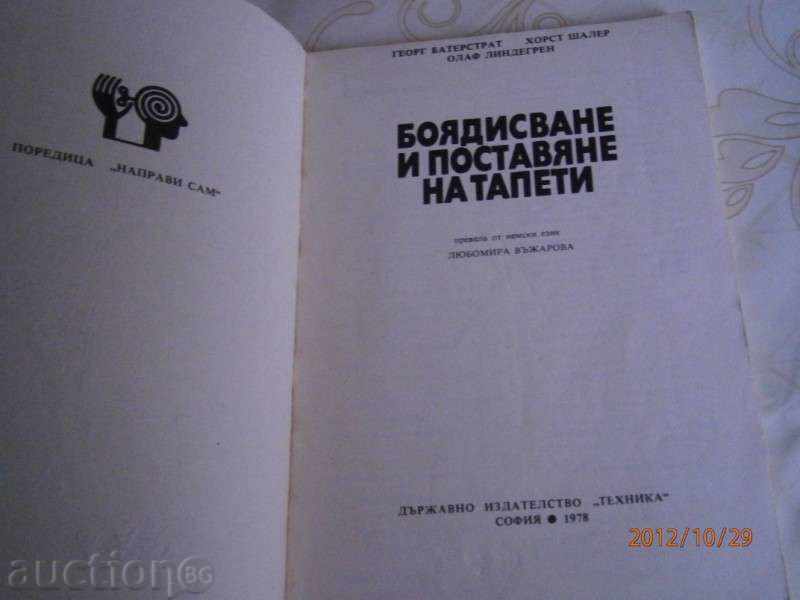 ПОРЕДИЦА „НАПРАВИ САМ“
ГЕОРГ БАТЕРСТРАТ ХОРСТ ШАЛЕР
ОЛАФ ЛИНДЕГРЕН
БОЯДИСВАНЕ
И ПОСТАВЯНЕ
НА ТАПЕТИ
превела от немски език
ЛЮБОМИРА ВЪЖАРОВА
ДЪРЖАВНО ИЗДАТЕЛСТВО „ТЕХНИКА“
СОФИЯ ● 1978
2012/10/29
auction BG